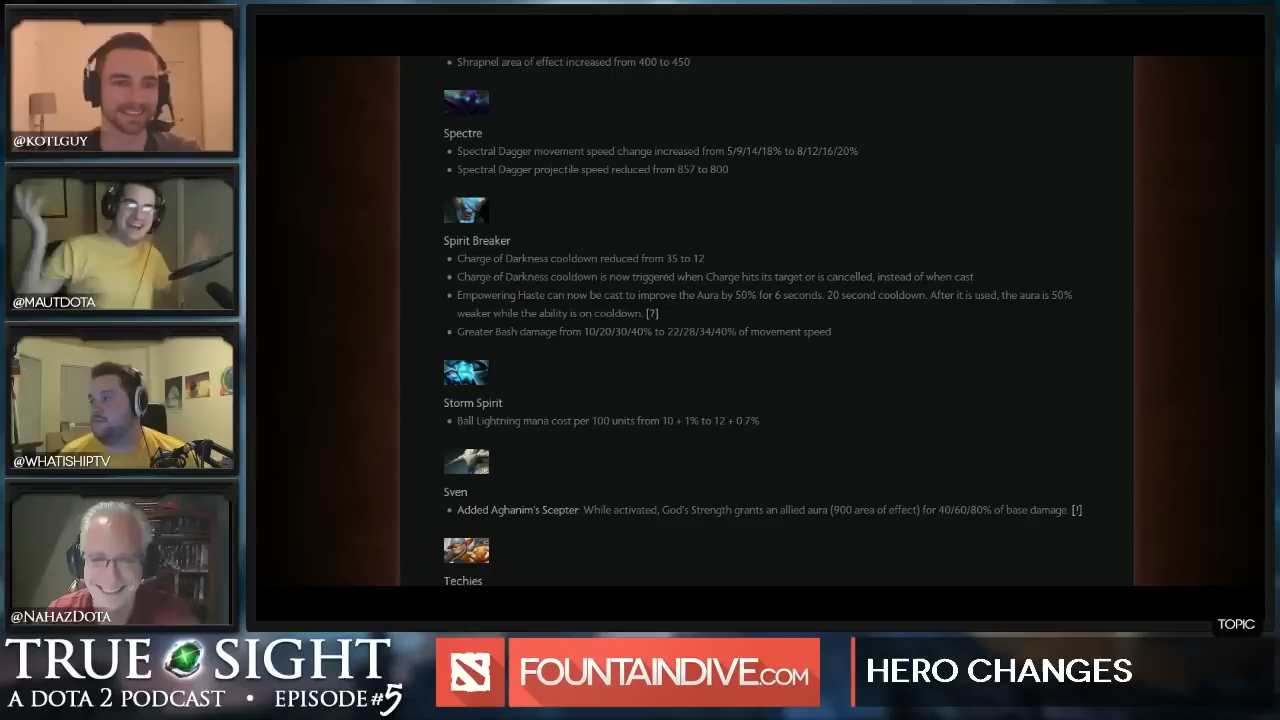 @KOTLGUY
@MAUTDOTA
@WHATISHIPTV
@NAHAZDOTA
• Shrapnel area of effect increased from 400 to 450
Spectre
• Spectral Dagger movement speed change increased from 5/9/14/18% to 8/12/16/20%
• Spectral Dagger projectile speed reduced from 857 to 800
Spirit Breaker
• Charge of Darkness cooldown reduced from 35 to 12
• Charge of Darkness cooldown is now triggered when Charge hits its target or is cancelled, instead of when cast
• Empowering Haste can now be cast to improve the Aura by 50% for 6 seconds. 20 second cooldown. After it is used, the aura is 50%
weaker while the ability is on cooldown. [?]
• Greater Bash damage from 10/20/30/40% to 22/28/34/40% of movement speed
Storm Spirit
• Ball Lightning mana cost per 100 units from 10 + 1% to 12 + 0.7%
Sven
• Added Aghanim's Scepter: While activated, God's Strength grants an allied aura (900 area of effect) for 40/60/80% of base damage. [!]
Techies
TOPIC
TRUE SIGHT
A DOTA 2 PODCAST • EPISODE #5
FOUNTAINDIVE.COM
HERO CHANGES